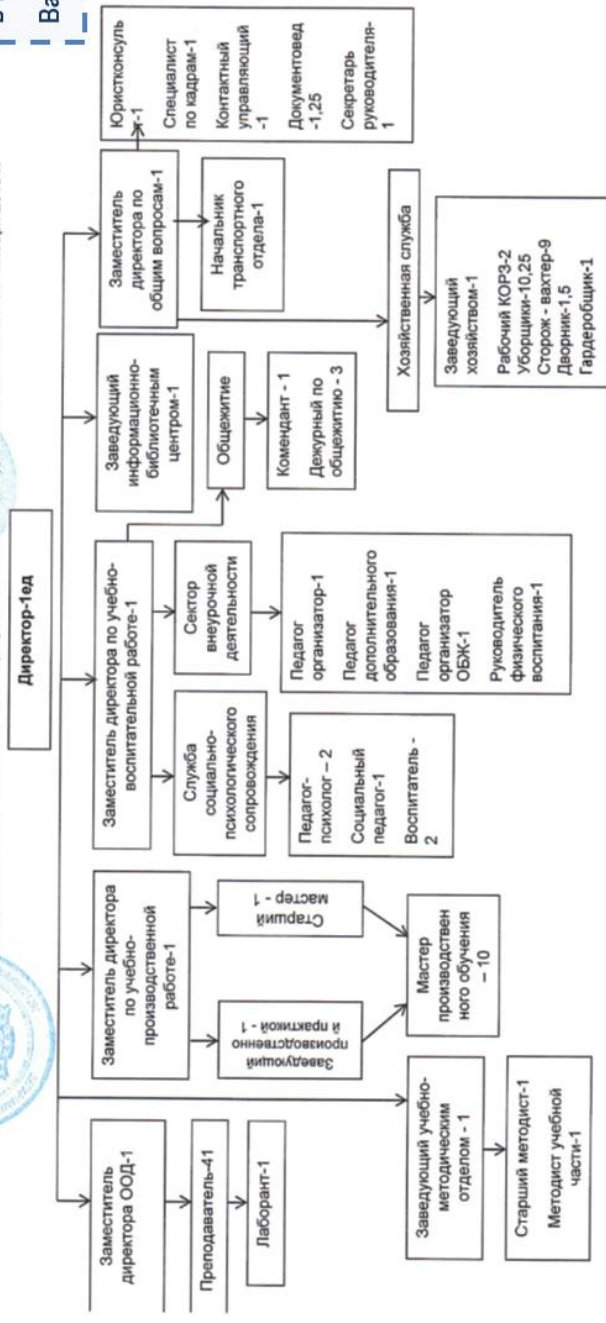 Директор-1ед
Заместитель
директора ООД-1
Преподаватель-41
Лаборант-1
Заместитель директора
по учебно-
производственной
работе-1
Заведующий
производственно
й практикой - 1
Старший
мастер - 1
Мастер
производствен
ного обучения
– 10
Заведующий учебно-
методическим
отделом - 1
Старший методист-1
Методист учебной
части-1
Заместитель директора по учебно-
воспитательной работе-1
Служба
социально-
психологического
сопровождения
Педагог-
психолог – 2
Социальный
педагог-1
Воспитатель -
2
Сектор
внеурочной
деятельности
Педагог
организатор-1
Педагог
дополнительного
образования-1
Педагог
организатор
ОБЖ-1
Руководитель
физического
воспитания-1
Общежитие
Комендант - 1
Дежурный по
общежитию - 3
Заведующий
информационно-
библиотечным
центром-1
Заместитель
директора по
общим вопросам-1
Начальник
транспортного
отдела-1
Юристконсуль
т-1
Специалист
по кадрам-1
Контактный
управляющий
-1
Документовед
-1,25
Секретарь
руководителя-
1
Хозяйственная служба
Заведующий
хозяйством-1
Рабочий КОРЗ-2
Уборщики-10,25
Сторож - вахтер-9
Дворник-1,5
Гардеробщик-1